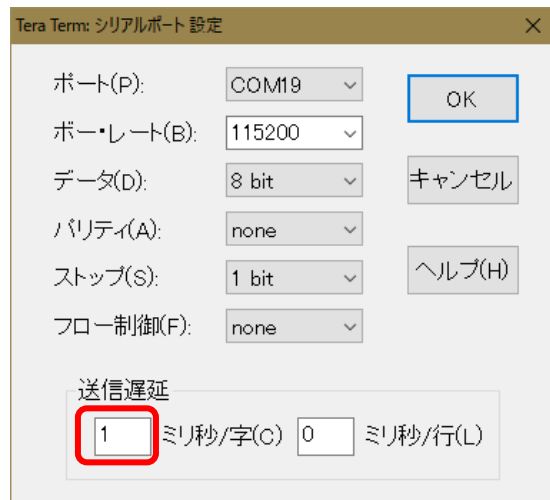 Tera Term: シリアルポート 設定
ポート(P): COM19 OK
ボー・レート(B): 115200
データ(D): 8 bit キャンセル
パリティ(A): none
ストップ(S): 1 bit ヘルプ(H)
フロー制御(F): none
送信遅延
1 ミリ秒/字(C) 0 ミリ秒/行(L)